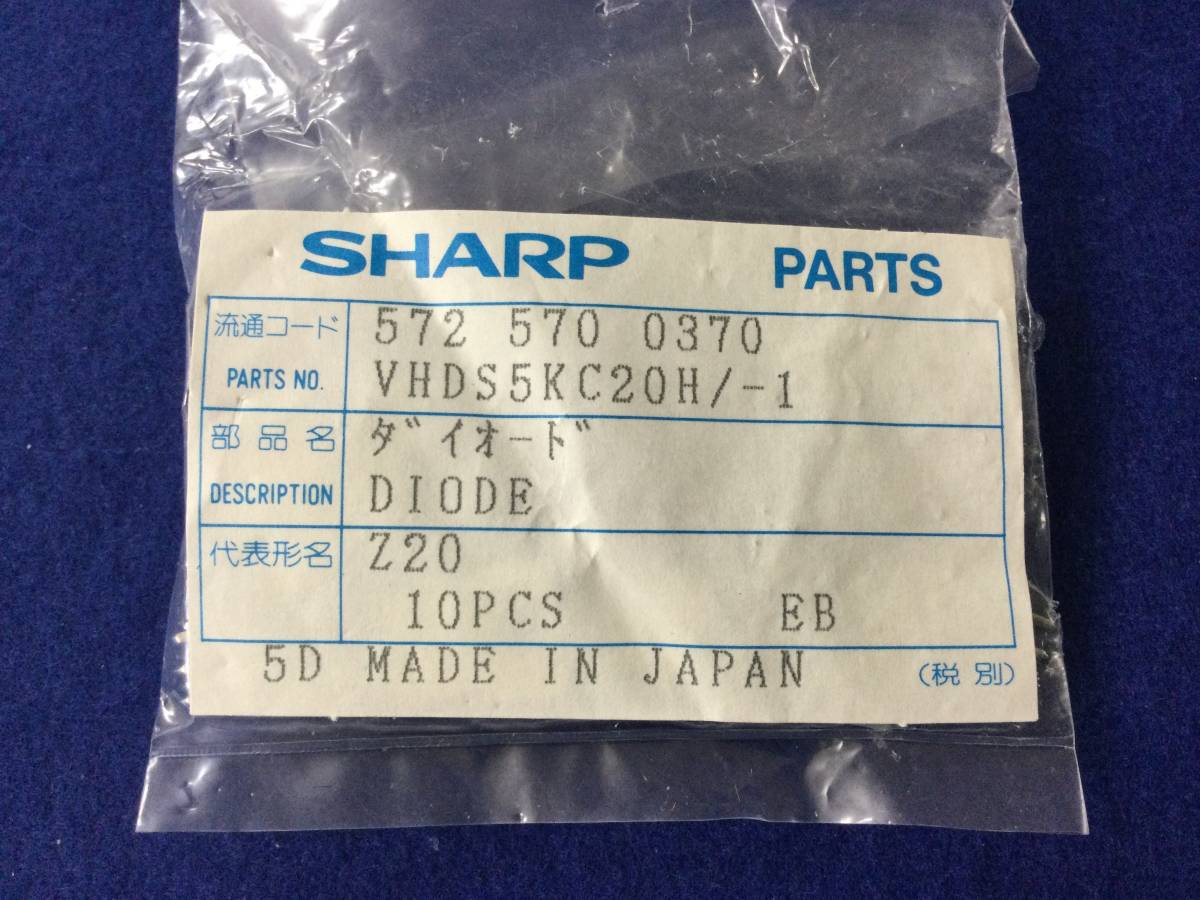 SHARP PARTS
流通コード 572 570 0370
PARTS NO. VHDS5KC20H/-1
部品名 ダイオード
DESCRIPTION DIODE
代表形名 Z20
10PCS EB
5D MADE IN JAPAN (税別)